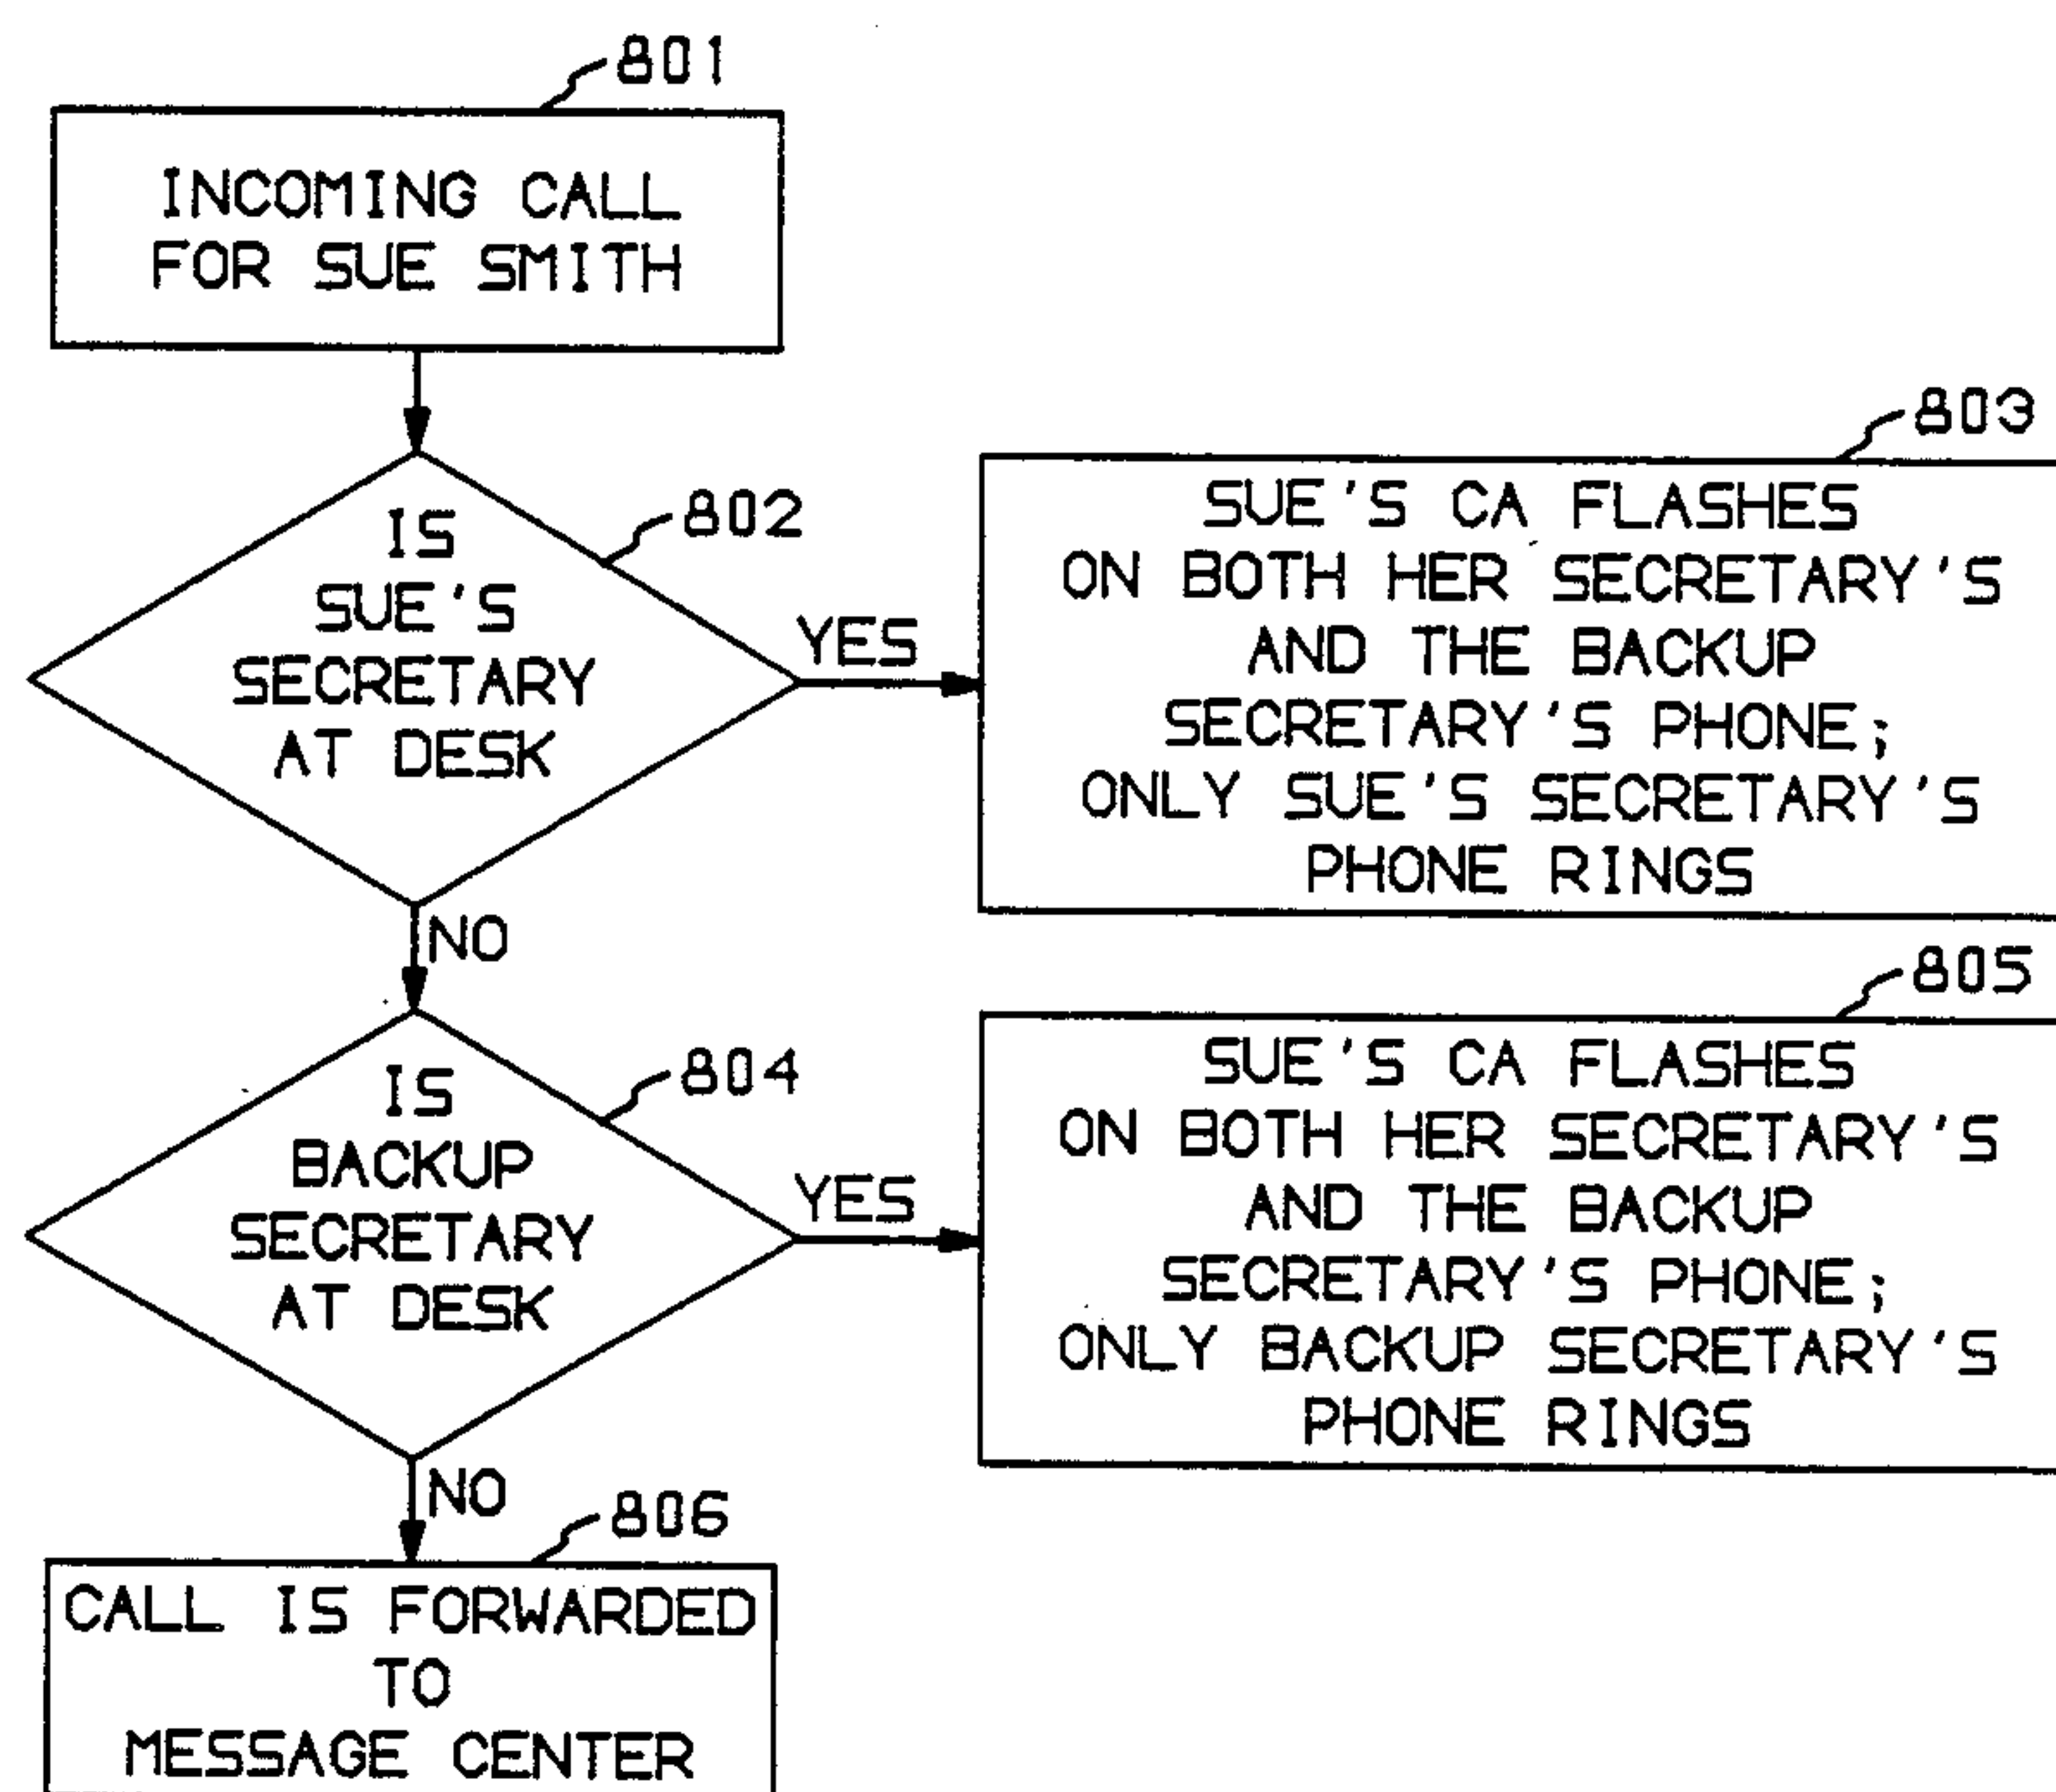 801
INCOMING CALL
FOR SUE SMITH
802
IS
SUE'S
SECRETARY
AT DESK
YES
803
SUE'S CA FLASHES
ON BOTH HER SECRETARY'S
AND THE BACKUP
SECRETARY'S PHONE;
ONLY SUE'S SECRETARY'S
PHONE RINGS
NO
804
IS
BACKUP
SECRETARY
AT DESK
YES
805
SUE'S CA FLASHES
ON BOTH HER SECRETARY'S
AND THE BACKUP
SECRETARY'S PHONE;
ONLY BACKUP SECRETARY'S
PHONE RINGS
NO
806
CALL IS FORWARDED
TO
MESSAGE CENTER